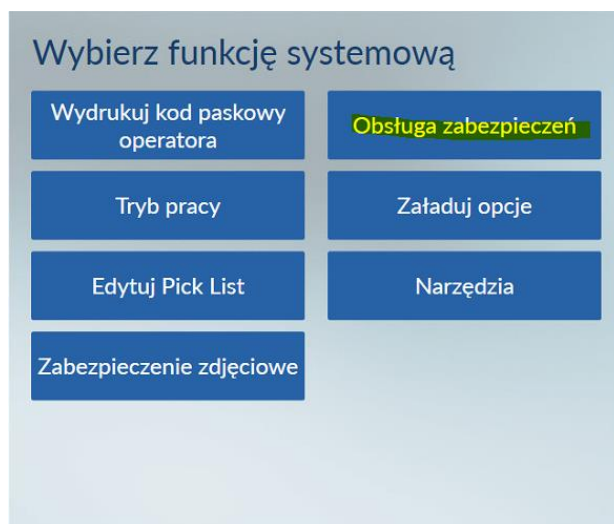 Wybierz funkcję systemową
Wydrukuj kod paskowy
operatora
Obsługa zabezpieczeń
Tryb pracy
Załaduj opcje
Edytuj Pick List
Narzędzia
Zabezpieczenie zdjęciowe